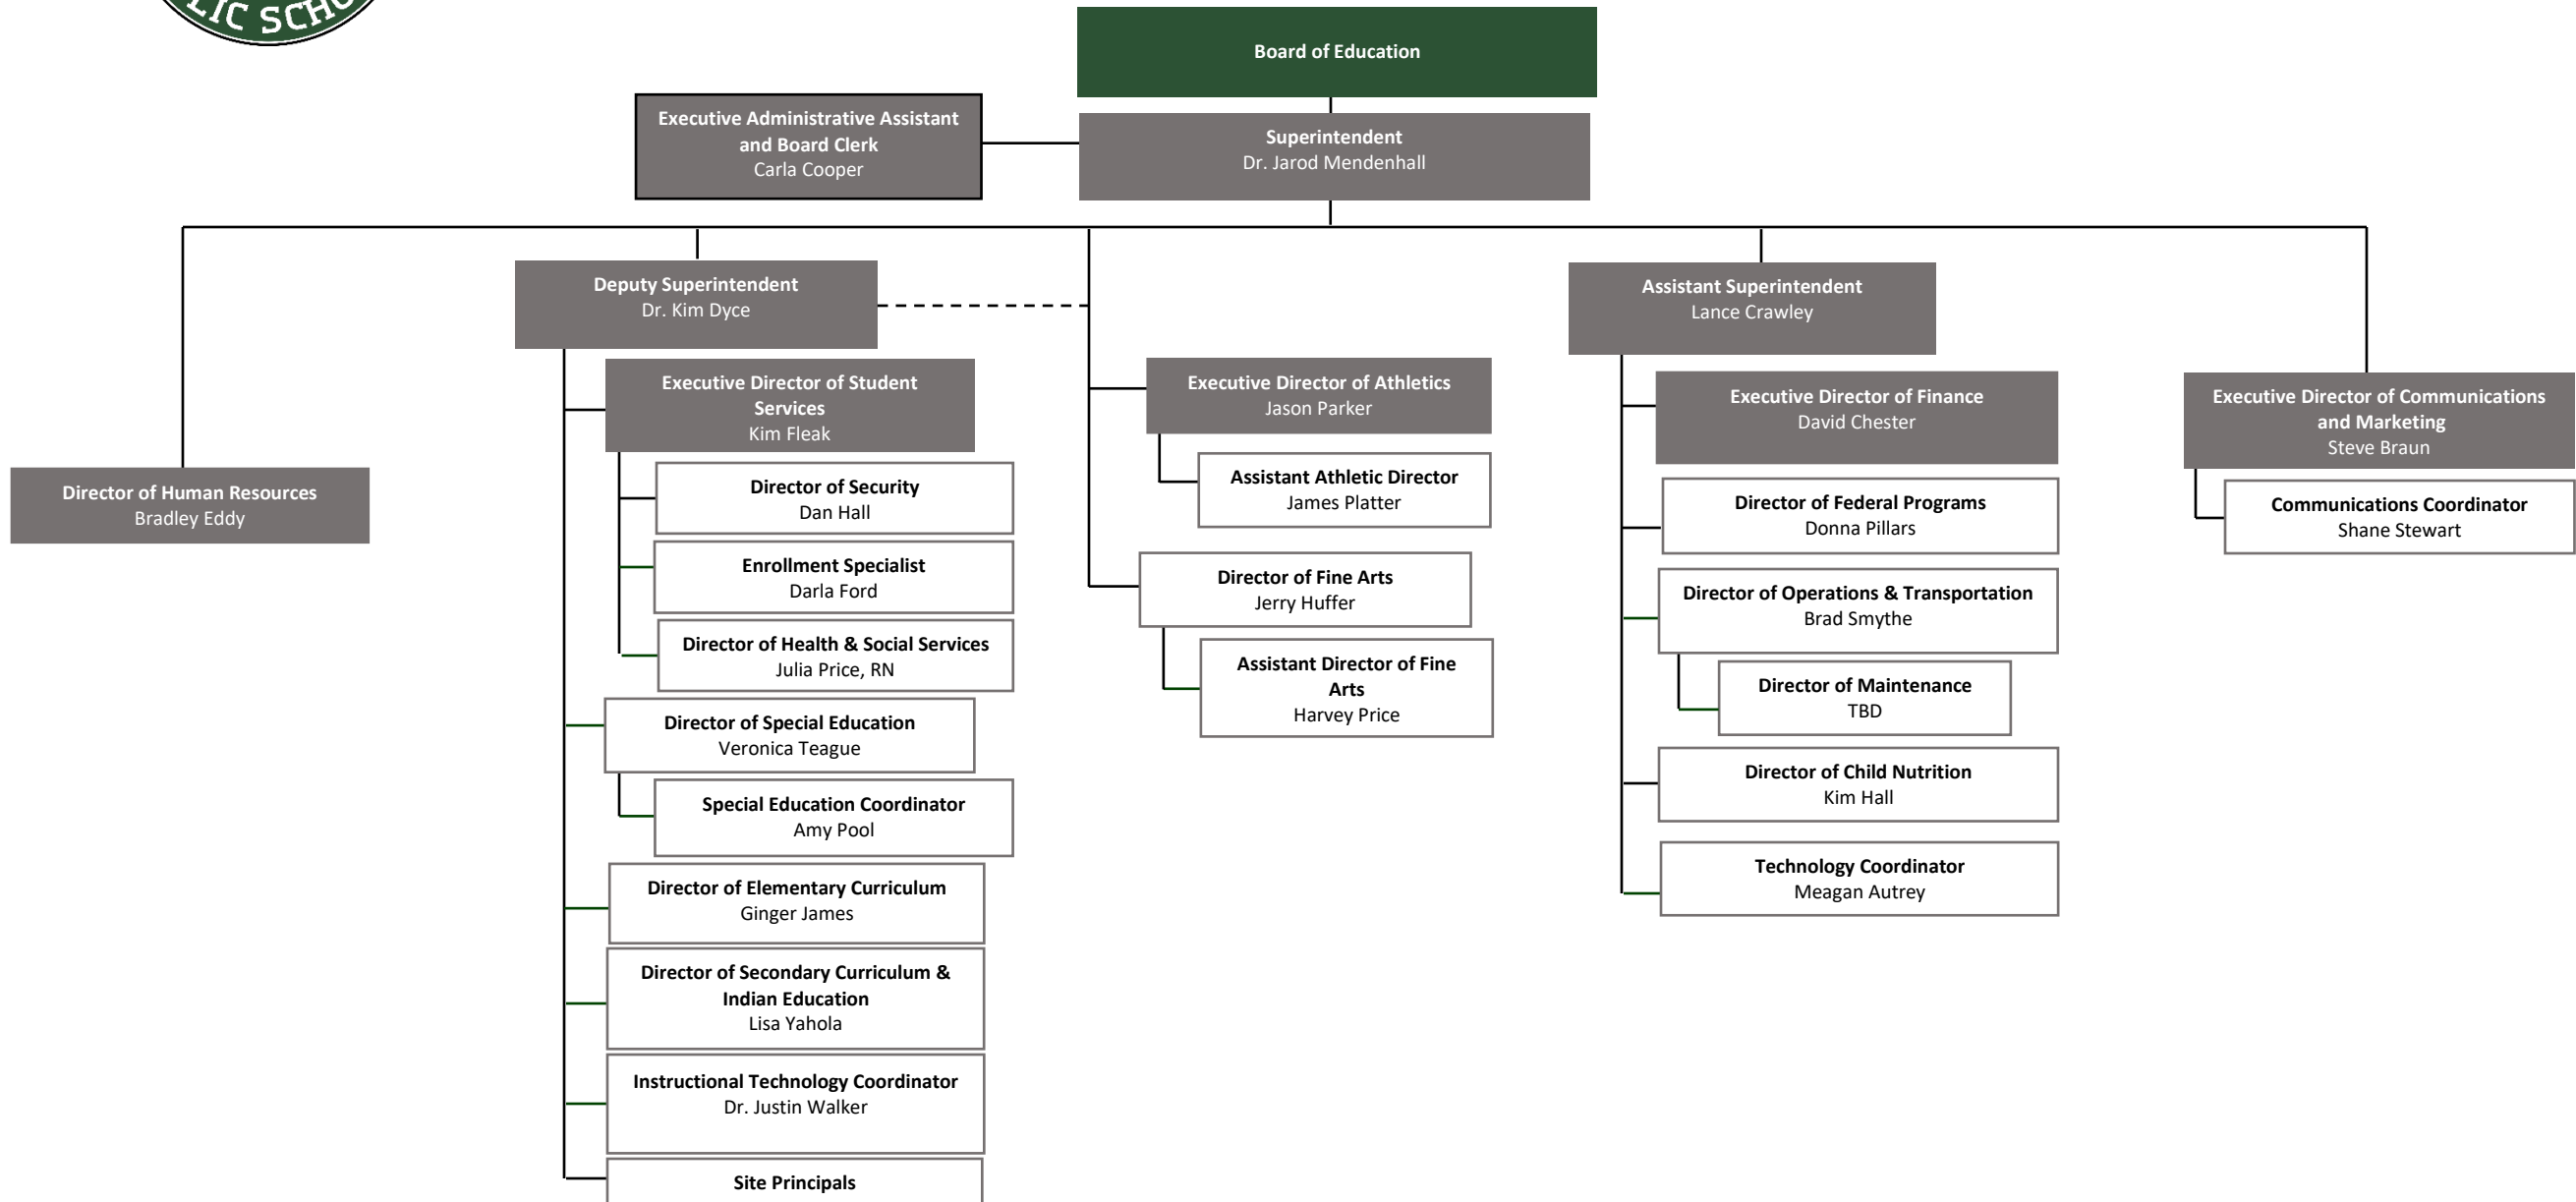 LIC SCHO
Board of Education
Executive Administrative Assistant
and Board Clerk
Carla Cooper
Superintendent
Dr. Jarod Mendenhall
Deputy Superintendent
Dr. Kim Dyce
Assistant Superintendent
Lance Crawley
Director of Human Resources
Bradley Eddy
Executive Director of Student
Services
Kim Fleak
Director of Security
Dan Hall
Enrollment Specialist
Darla Ford
Director of Health & Social Services
Julia Price, RN
Director of Special Education
Veronica Teague
Special Education Coordinator
Amy Pool
Director of Elementary Curriculum
Ginger James
Director of Secondary Curriculum &
Indian Education
Lisa Yahola
Instructional Technology Coordinator
Dr. Justin Walker
Site Principals
Executive Director of Athletics
Jason Parker
Assistant Athletic Director
James Platter
Director of Fine Arts
Jerry Huffer
Assistant Director of Fine
Arts
Harvey Price
Executive Director of Finance
David Chester
Director of Federal Programs
Donna Pillars
Director of Operations & Transportation
Brad Smythe
Director of Maintenance
TBD
Director of Child Nutrition
Kim Hall
Technology Coordinator
Meagan Autrey
Executive Director of Communications
and Marketing
Steve Braun
Communications Coordinator
Shane Stewart